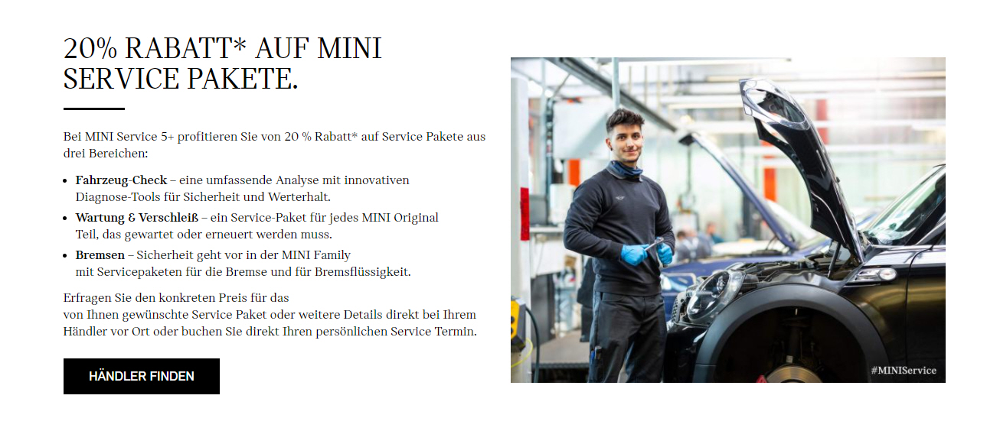 20% RABATT* AUF MINI
SERVICE PAKETE.
Bei MINI Service 5+ profitieren Sie von 20 % Rabatt* auf Service Pakete aus
drei Bereichen:
• Fahrzeug-Check – eine umfassende Analyse mit innovativen
Diagnose-Tools für Sicherheit und Werterhalt.
• Wartung & Verschleiß – ein Service-Paket für jedes MINI Original
Teil, das gewartet oder erneuert werden muss.
• Bremsen – Sicherheit geht vor in der MINI Family
mit Servicepaketen für die Bremse und für Bremsflüssigkeit.
Erfragen Sie den konkreten Preis für das
von Ihnen gewünschte Service Paket oder weitere Details direkt bei Ihrem
Händler vor Ort oder buchen Sie direkt Ihren persönlichen Service Termin.
HÄNDLER FINDEN
#MINIService